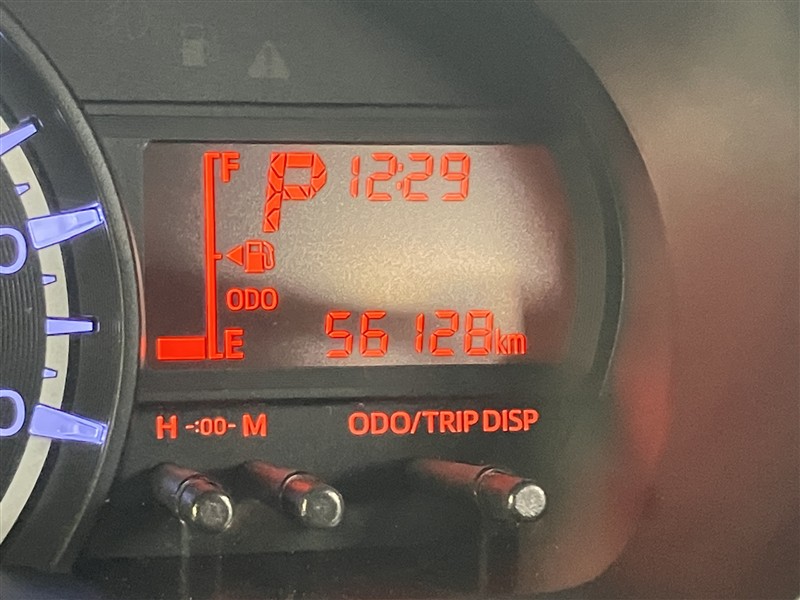 F P 12:29
ODO
E 56128km
H -:00- M ODO/TRIP DISP